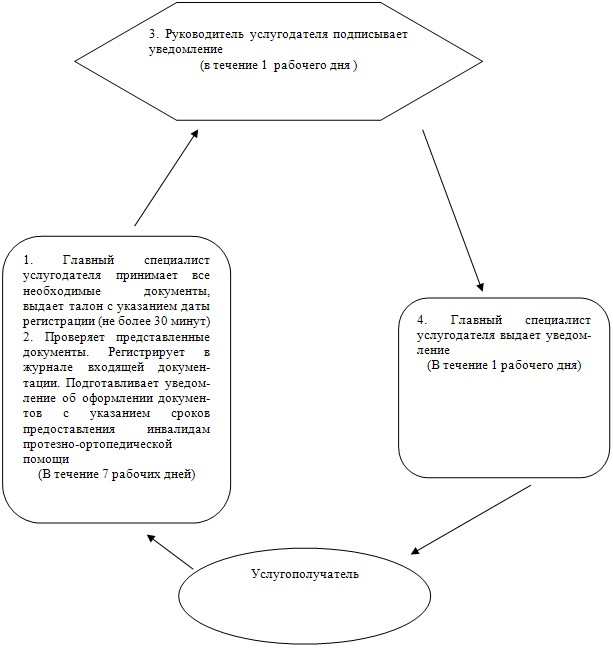 3. Руководитель услугодателя подписывает
уведомление
(в течение 1 рабочего дня )
1. Главный специалист
услугодателя принимает все
необходимые документы,
выдает талон с указанием даты
регистрации (не более 30 минут)
2. Проверяет представленные
документы. Регистрирует в
журнале входящей докумен-
тации. Подготавливает уведом-
ление об оформлении докумен-
тов с указанием сроков
предоставления инвалидам
протезно-ортопедической
помощи
(В течение 7 рабочих дней)
4. Главный специалист
услугодателя выдает уведом-
ление
(В течение 1 рабочего дня)
Услугополучатель